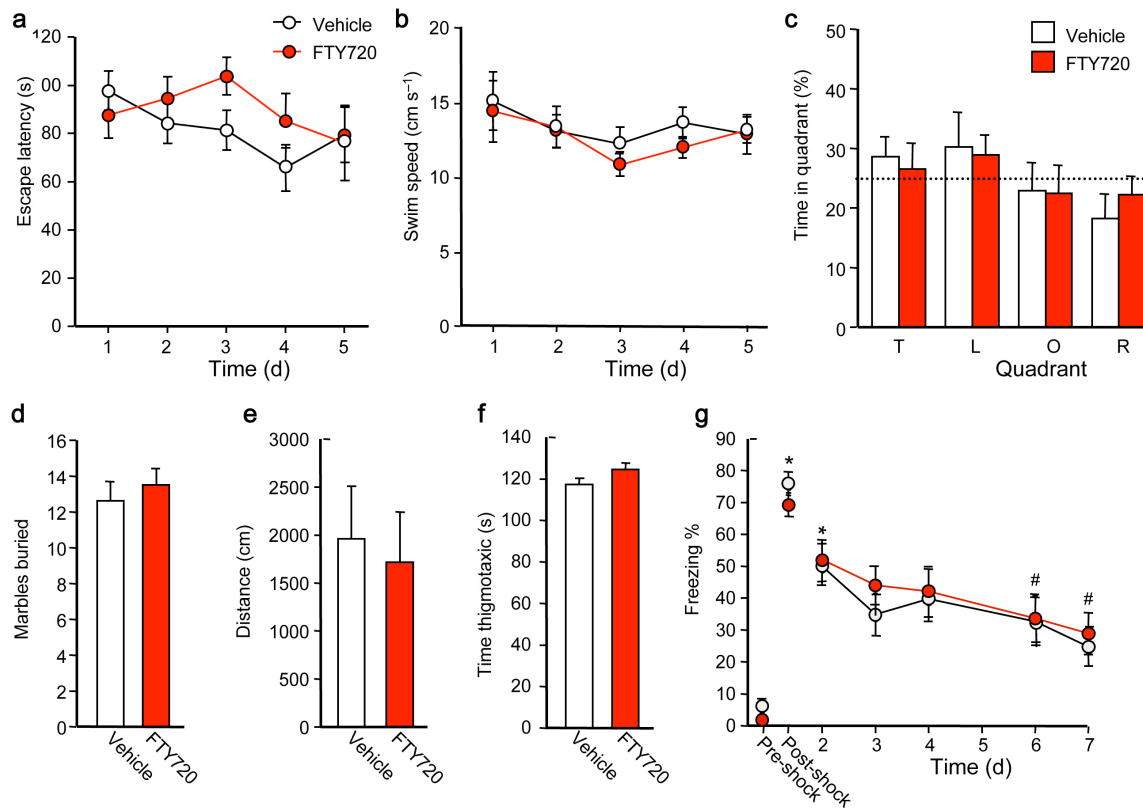 a
Vehicle
FTY720
Escape latency (s)
120
00
80
60
40
20
0
1 2 3 4 5
Time (d)
b
Swim speed (cm s⁻¹)
20
15
10
5
0
1 2 3 4 5
Time (d)
c
Vehicle
FTY720
Time in quadrant (%)
50
40
30
20
10
0
T L O R
Quadrant
d
Marbles buried
16
14
12
10
8
6
4
2
0
Vehicle
FTY720
e
Distance (cm)
3000
2500
2000
1500
1000
500
0
Vehicle
FTY720
f
Time thigmotaxic (s)
140
120
100
80
60
40
20
0
Vehicle
FTY720
g
Freezing %
90
80
70
60
50
40
30
20
10
0
*
*
#
#
Pre-shock
Post-shock
2 3 4 5 6 7
Time (d)